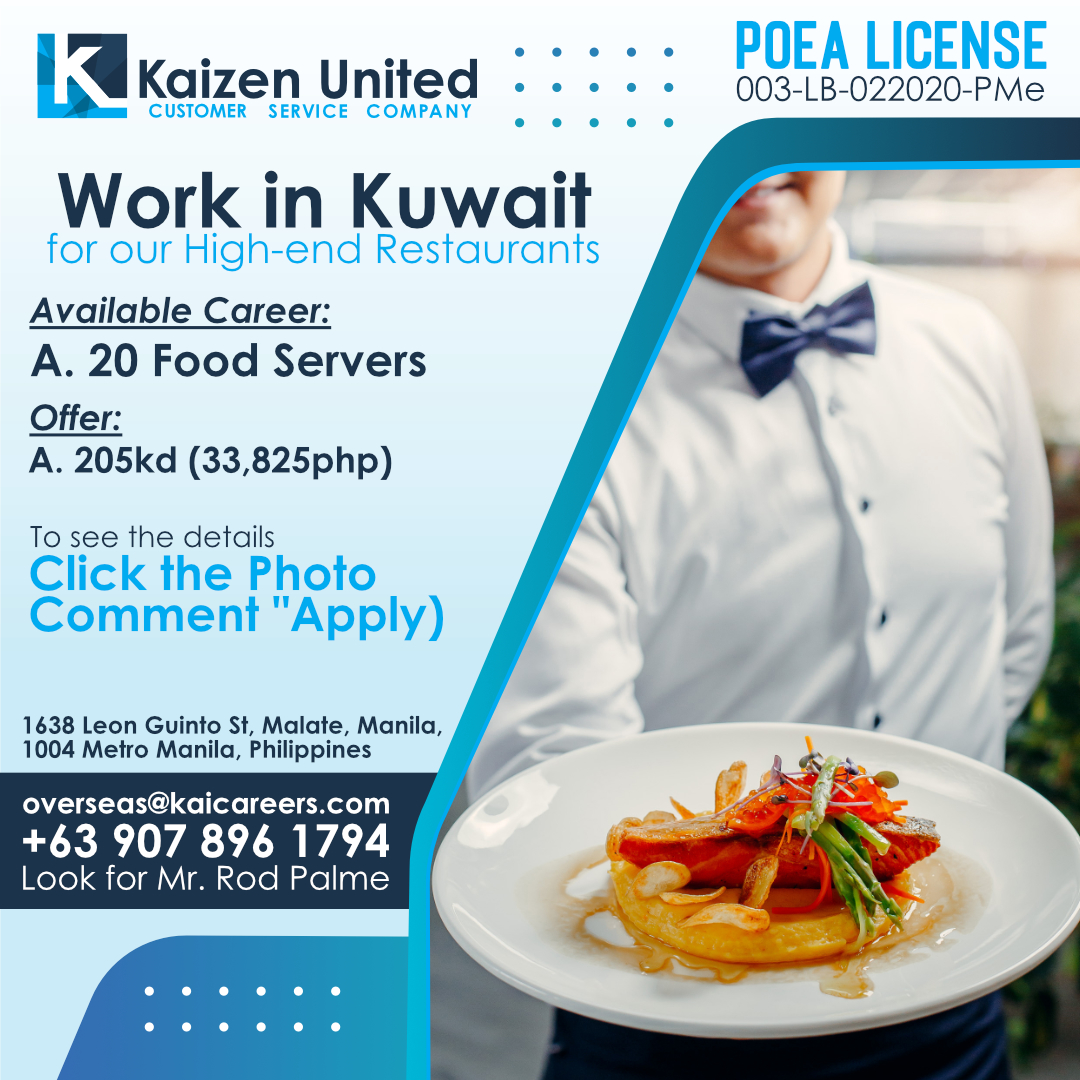 K
Kaizen United
CUSTOMER SERVICE COMPANY
POEA LICENSE
003-LB-022020-PMe
Work in Kuwait
for our High-end Restaurants
Available Career:
A. 20 Food Servers
Offer:
A. 205kd (33,825php)
To see the details
Click the Photo
Comment "Apply)
1638 Leon Guinto St, Malate, Manila,
1004 Metro Manila, Philippines
overseas@kaicareers.com
+63 907 896 1794
Look for Mr. Rod Palme